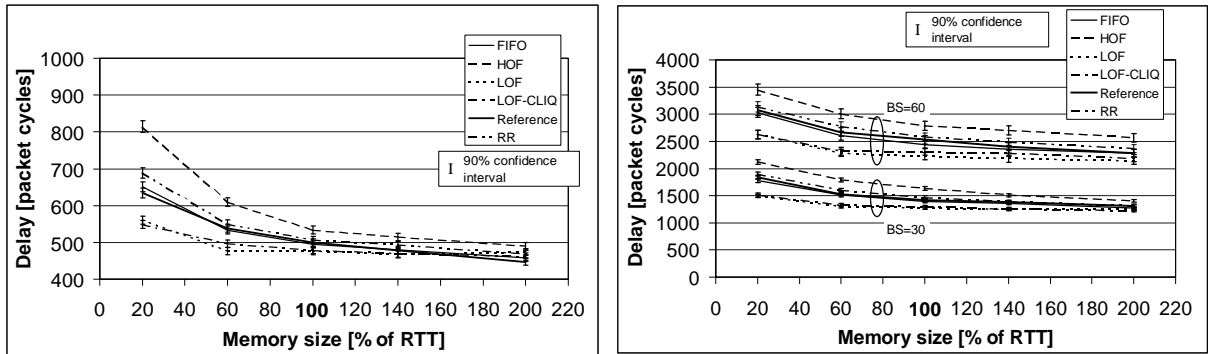 1000
900
800
700
600
500
400
Delay [packet cycles]
FIFO
HOF
LOF
LOF-CLIQ
Reference
RR
I 90% confidence
interval
0 20 40 60 80 100 120 140 160 180 200 220
Memory size [% of RTT]
I 90% confidence
interval
FIFO
HOF
LOF
LOF-CLIQ
Reference
RR
4000
3500
3000
2500
2000
1500
1000
500
0
Delay [packet cycles]
BS=60
BS=30
0 20 40 60 80 100 120 140 160 180 200 220
Memory size [% of RTT]